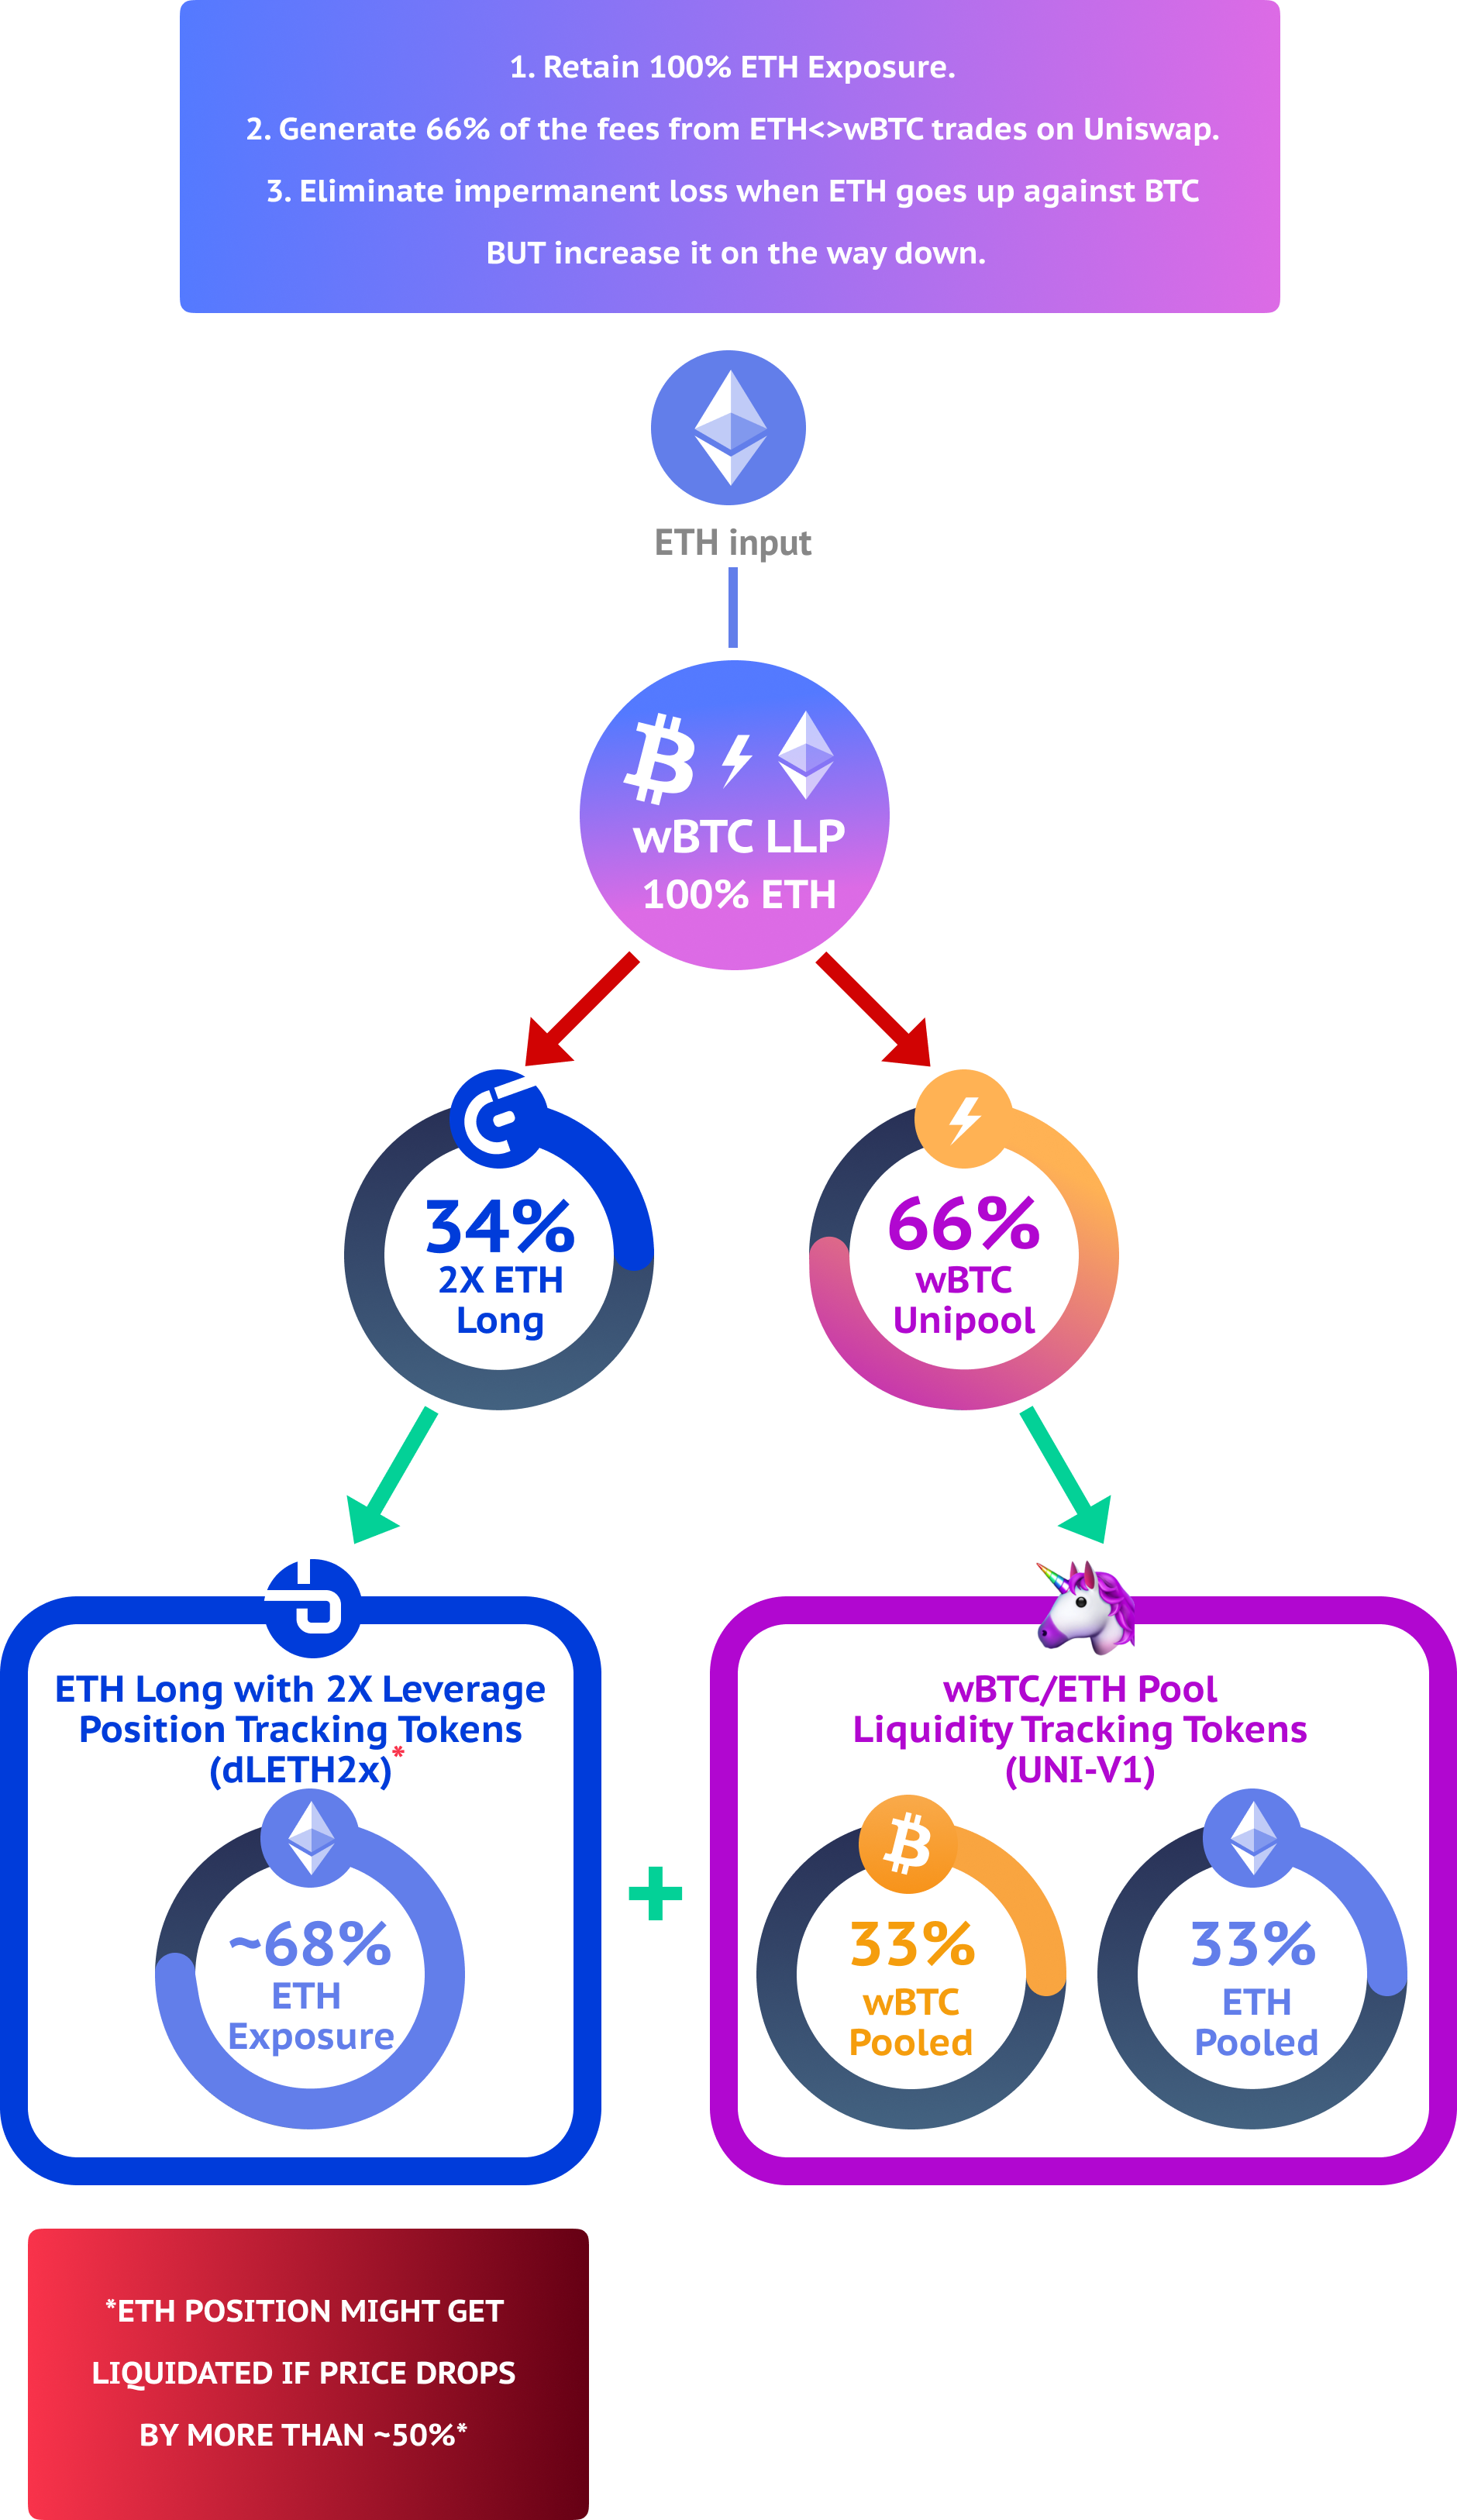 1. Retain 100% ETH Exposure.
2. Generate 66% of the fees from ETH<>wBTC trades on Uniswap.
3. Eliminate impermanent loss when ETH goes up against BTC
BUT increase it on the way down.
ETH input
wBTC LLP
100% ETH
34%
2X ETH
Long
66%
wBTC
Unipool
ETH Long with 2X Leverage
Position Tracking Tokens
(dLETH2x)*
~68%
ETH
Exposure
wBTC/ETH Pool
Liquidity Tracking Tokens
(UNI-V1)
33%
wBTC
Pooled
33%
ETH
Pooled
*ETH POSITION MIGHT GET
LIQUIDATED IF PRICE DROPS
BY MORE THAN ~50%*